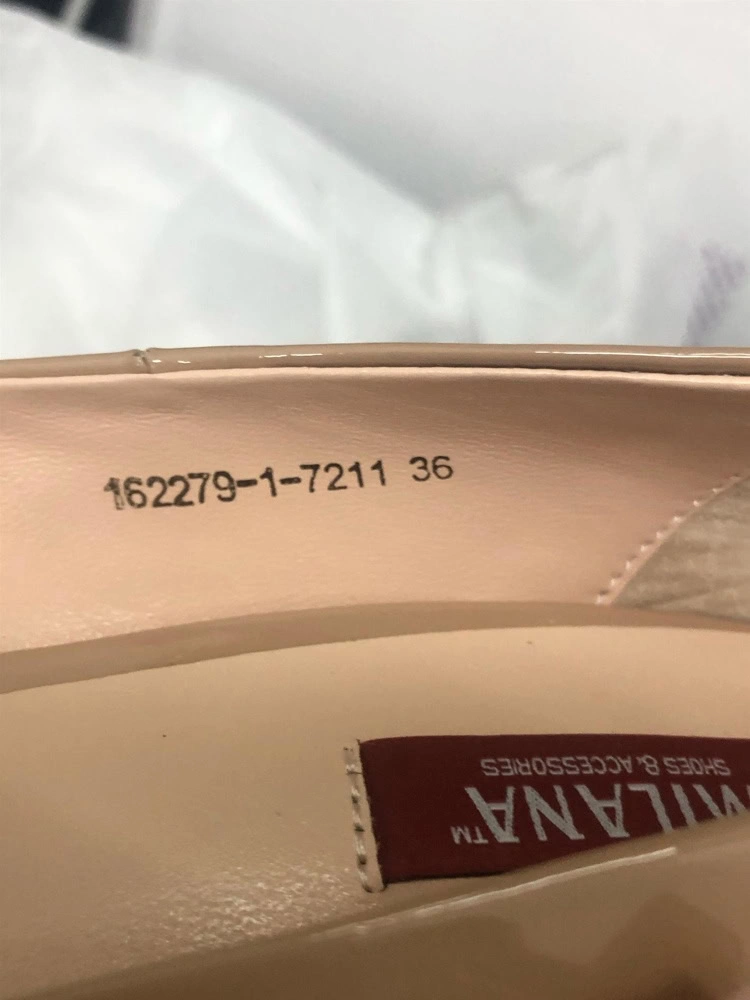 162279-1-7211 36
MILANA™
SHOES & ACCESSORIES